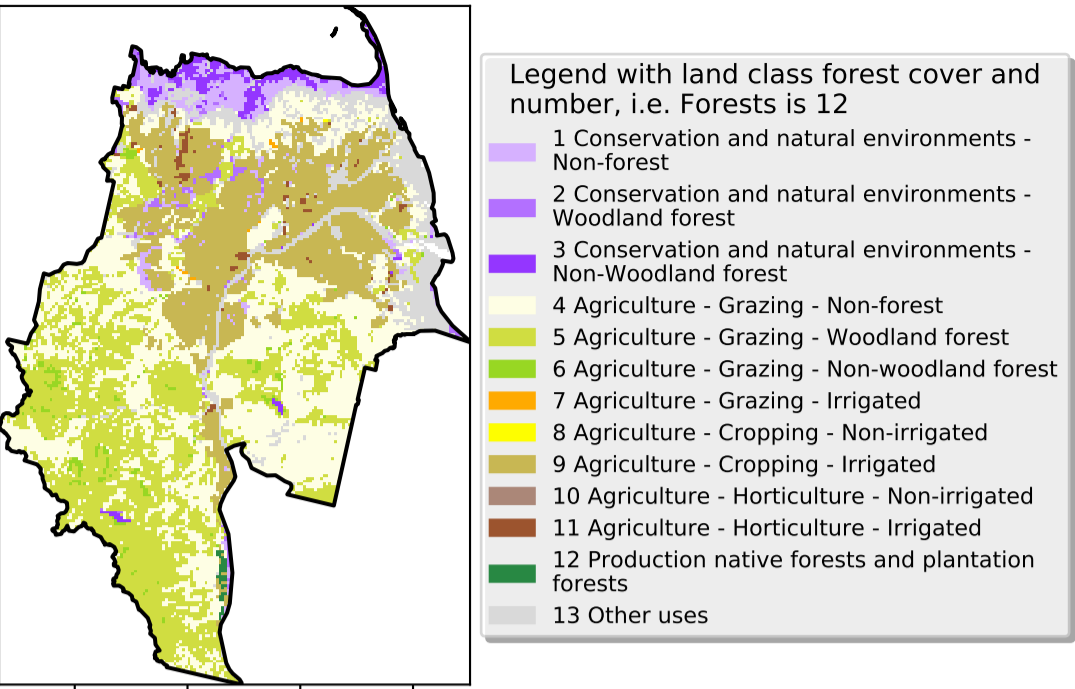 Legend with land class forest cover and
number, i.e. Forests is 12
1 Conservation and natural environments -
Non-forest
2 Conservation and natural environments -
Woodland forest
3 Conservation and natural environments -
Non-Woodland forest
4 Agriculture - Grazing - Non-forest
5 Agriculture - Grazing - Woodland forest
6 Agriculture - Grazing - Non-woodland forest
7 Agriculture - Grazing - Irrigated
8 Agriculture - Cropping - Non-irrigated
9 Agriculture - Cropping - Irrigated
10 Agriculture - Horticulture - Non-irrigated
11 Agriculture - Horticulture - Irrigated
12 Production native forests and plantation
forests
13 Other uses